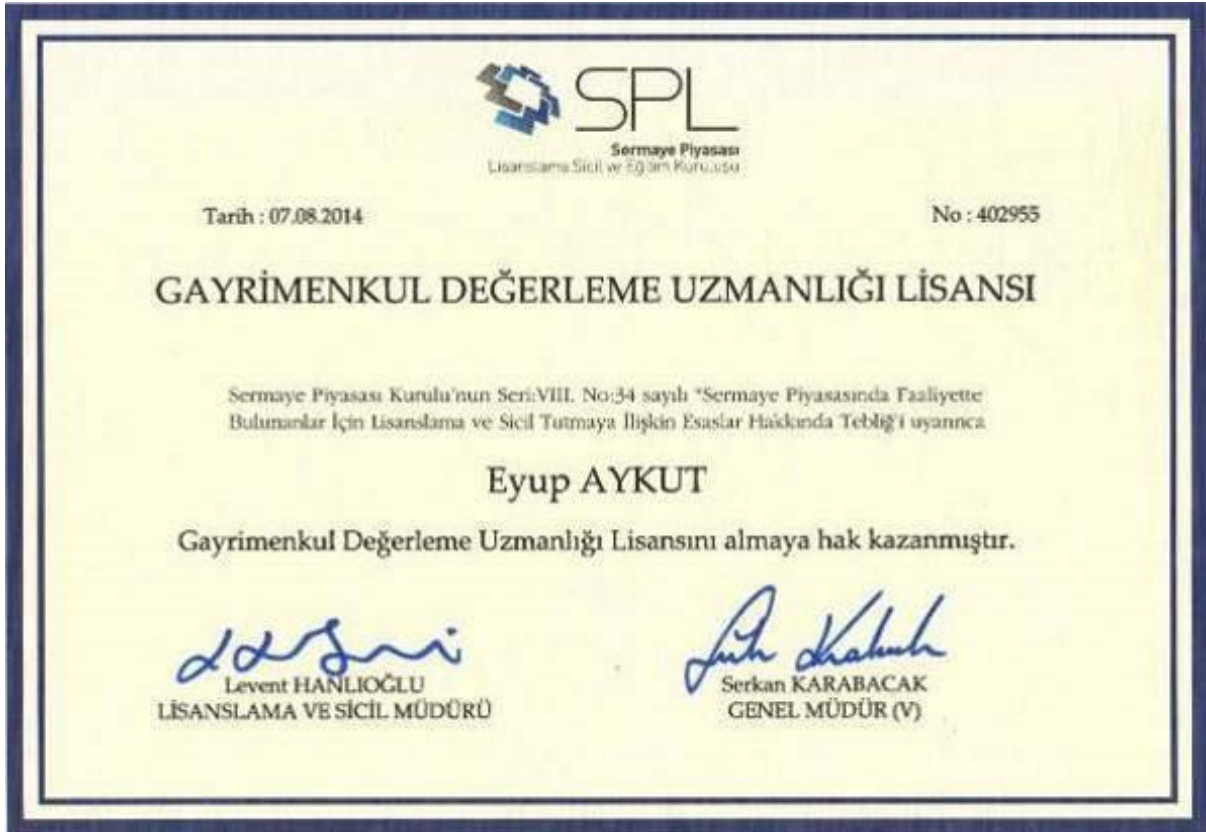 SPL
Sermaye Piyasası
Lisanslama Sicil ve Eğitim Kuruluşu
Tarih : 07.08.2014
No : 402955
GAYRİMENKUL DEĞERLEME UZMANLIĞI LİSANSI
Sermaye Piyasası Kurulu'nun Seri:VIII. No:34 sayılı "Sermaye Piyasasında Faaliyette
Bulunanlar İçin Lisanslama ve Sicil Tutmaya İlişkin Esaslar Hakkında Tebliğ'i uyarınca
Eyup AYKUT
Gayrimenkul Değerleme Uzmanlığı Lisansını almaya hak kazanmıştır.
Levent HANLIOĞLU
LİSANSLAMA VE SİCİL MÜDÜRÜ
Serkan KARABACAK
GENEL MÜDÜR (V)